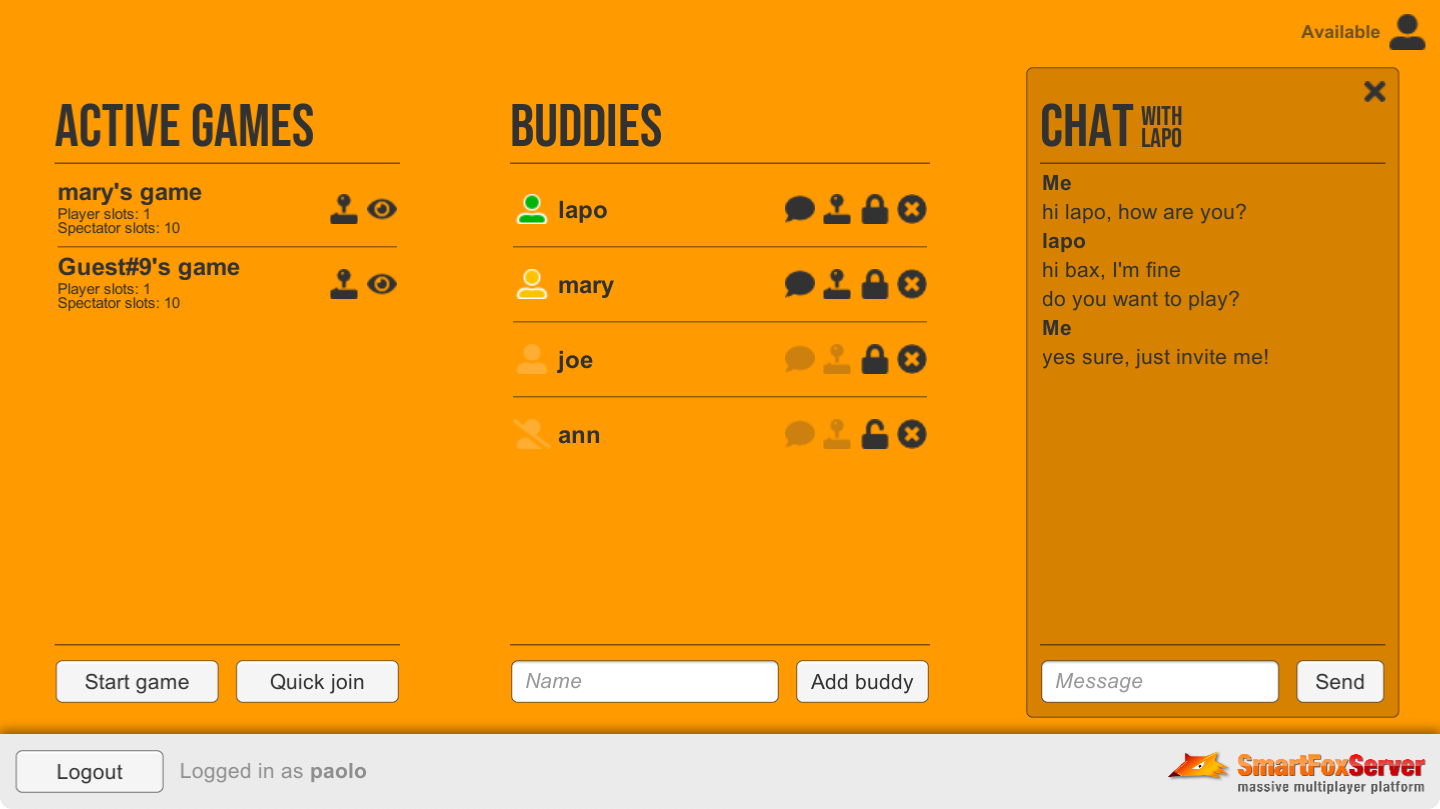 Available
ACTIVE GAMES
mary's game
Player slots: 1
Spectator slots: 10
Guest#9's game
Player slots: 1
Spectator slots: 10
Start game
Quick join
BUDDIES
lapo
mary
joe
ann
Name
Add buddy
CHAT WITH LAPO
Me
hi lapo, how are you?
lapo
hi bax, I'm fine
do you want to play?
Me
yes sure, just invite me!
Message
Send
Logout
Logged in as paolo
SmartFoxServer
massive multiplayer platform